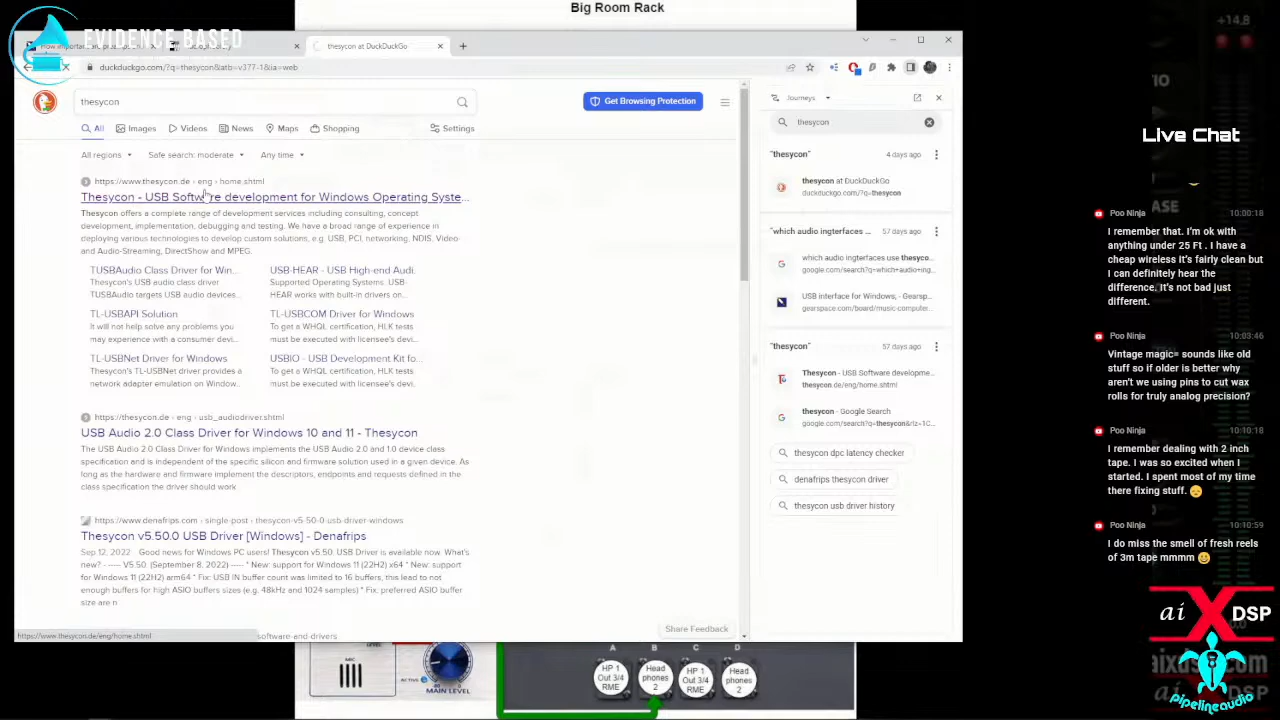 Big Room Rack
EVIDENCE BASED
thesycon at DuckDuckGo
duckduckgo.com/?q=thesycon&atb=v377-1&ia=web
thesycon
Get Browsing Protection
All
Images
Videos
News
Maps
Shopping
Settings
All regions
Safe search: moderate
Any time
https://www.thesycon.de › eng › home.shtml
Thesycon - USB Software development for Windows Operating Syste...
Thesycon offers a complete range of development services including consulting, concept
development, implementation, debugging and testing. We have a broad range of experience in
deploying various technologies to develop custom solutions, e.g. USB, PCI, networking, NDIS, Video-
and Audio-Streaming, DirectShow and MPEG.
TUSBAudio Class Driver for Win...
Thesycon's USB audio class driver
TUSBAudio targets USB audio devices...
USB-HEAR - USB High-end Audi...
Supported Operating Systems. USB-
HEAR works with built-in drivers on...
TL-USBAPI Solution
It will not help solve any problems you
may experience with a consumer devi...
TL-USBCOM Driver for Windows
To get a WHQL certification, HLK tests
must be executed with licensee's devi...
TL-USBNet Driver for Windows
Thesycon's TL-USBNet driver provides a
network adapter emulation on Window...
USBIO - USB Development Kit fo...
To get a WHQL certification, HLK tests
must be executed with licensee's devi...
https://thesycon.de › eng › usb_audiodriver.shtml
USB Audio 2.0 Class Driver for Windows 10 and 11 - Thesycon
The USB Audio 2.0 Class Driver for Windows implements the USB Audio 2.0 and 1.0 device class
specification and is independent of the specific silicon and firmware solution used in a given device. As
long as the hardware and firmware implement the descriptors, endpoints and requests defined in the
class specification the driver should work
https://www.denafrips.com › single-post › thesycon-v5-50-0-usb-driver-windows
Thesycon v5.50.0 USB Driver [Windows] - Denafrips
Sep 12, 2022 Good news for Windows PC users! Thesycon v5.50. USB Driver is available now. What's
new? - ---- V5.50. (September 8, 2022) ----- * New: support for Windows 11 (22H2) x64 * New: support
for Windows 11 (22H2) arm64 * Fix: USB IN buffer count was limited to 16 buffers, this lead to not
enough buffers for high ASIO buffers sizes (e.g. 48kHz and 1024 samples) * Fix: preferred ASIO buffer
size are n
https://www.thesycon.de/eng/home.shtml
software-and-drivers
Share Feedback
Journeys
thesycon
"thesycon"
4 days ago
thesycon at DuckDuckGo
duckduckgo.com/?q=thesycon
"which audio ingterfaces ...
57 days ago
which audio ingterfaces use thesyco...
google.com/search?q=which+audio+ing...
USB interface for Windows, - Gearsp...
gearspace.com/board/music-computer...
"thesycon"
57 days ago
Thesycon - USB Software developme...
thesycon.de/eng/home.shtml
thesycon - Google Search
google.com/search?q=thesycon&rlz=1C...
thesycon dpc latency checker
denafrips thesycon driver
thesycon usb driver history
+14.8
Live Chat
Poo Ninja 10:00:18
I remember that. I'm ok with
anything under 25 Ft . I have a
cheap wireless it's fairly clean but
I can definitely hear the
difference. It's not bad just
different.
Poo Ninja 10:03:46
Vintage magic= sounds like old
stuff so if older is better why
aren't we using pins to cut wax
rolls for truly analog precision?
Poo Ninja 10:10:18
I remember dealing with 2 inch
tape. I was so excited when I
started. I spent most of my time
there fixing stuff. 😔
Poo Ninja 10:10:59
I do miss the smell of fresh reels
of 3m tape mmmm 😊
MIC
ACTIVE
MAIN LEVEL
A
B
C
D
HP 1
Out 3/4
RME
Head
phones
2
HP 1
Out 3/4
RME
Head
phones
2
aiXDSP
pipelineaudio